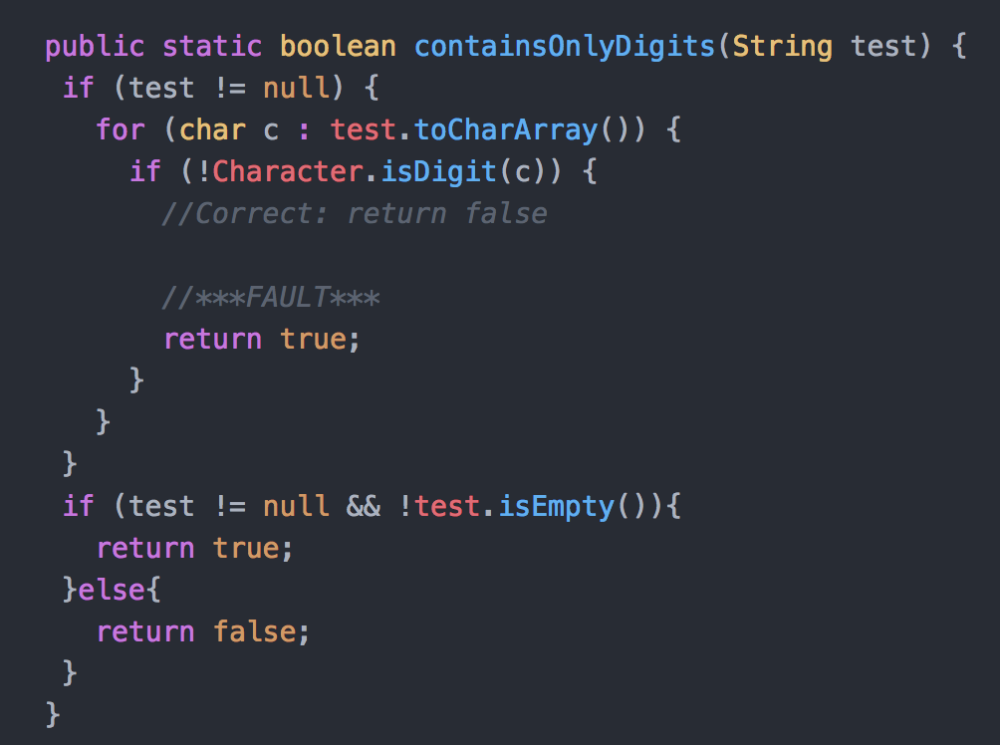 public static boolean containsOnlyDigits(String test) {
 if (test != null) {
   for (char c : test.toCharArray()) {
     if (!Character.isDigit(c)) {
       //Correct: return false

       //***FAULT***
       return true;
     }
   }
 }
 if (test != null && !test.isEmpty()){
   return true;
 }else{
   return false;
 }
}